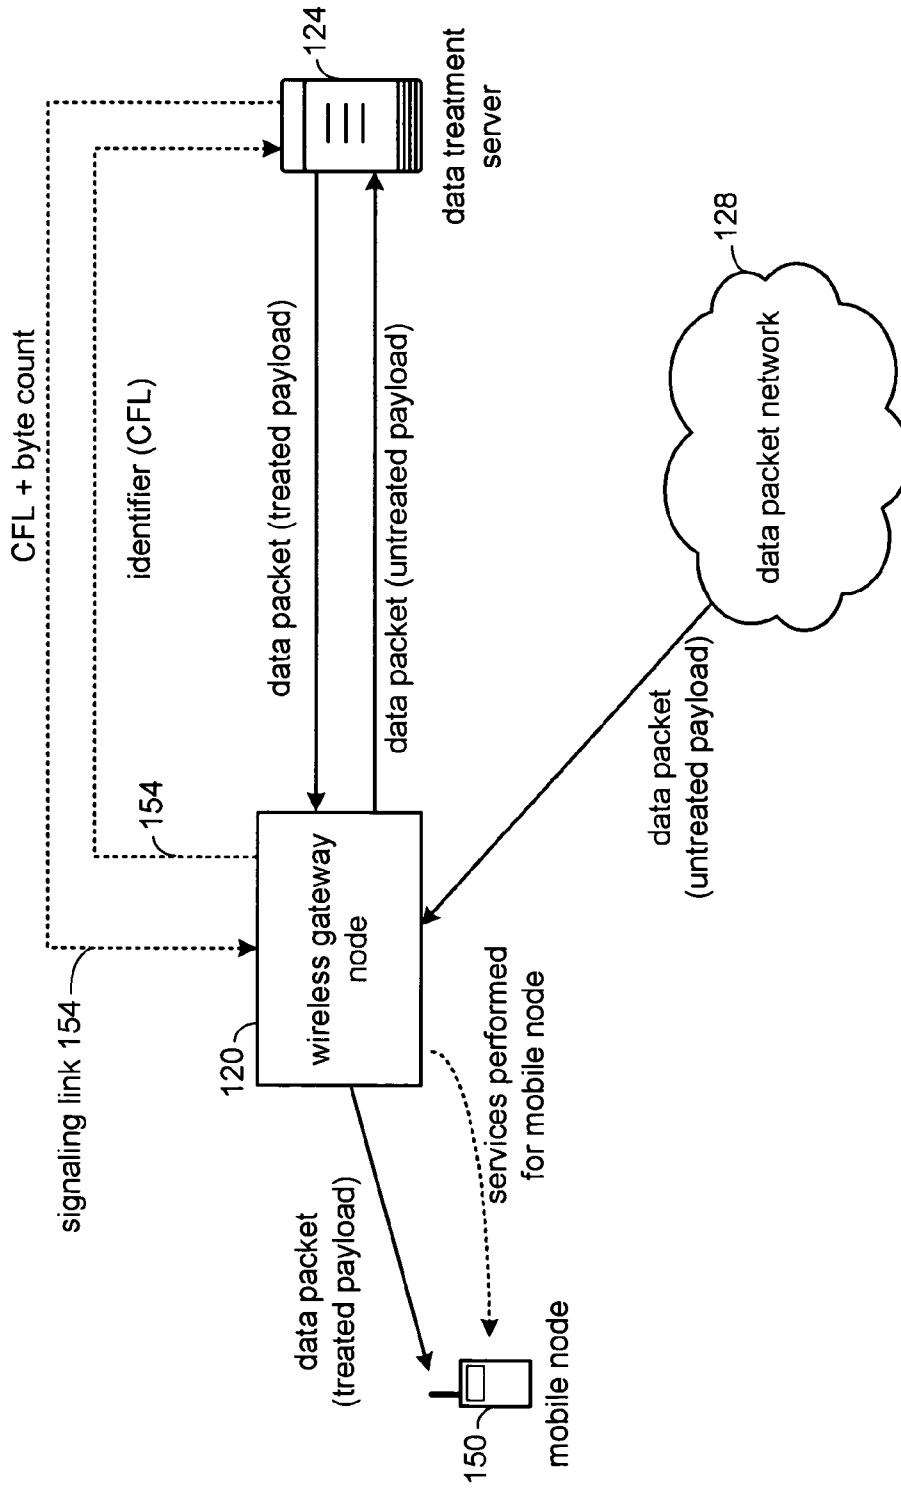 CFL + byte count
signaling link 154
identifier (CFL)
154
124
data treatment
server
data packet (treated payload)
data packet (untreated payload)
120
wireless gateway
node
data packet
(treated payload)
services performed
for mobile node
150
mobile node
data packet
(untreated payload)
128
data packet network